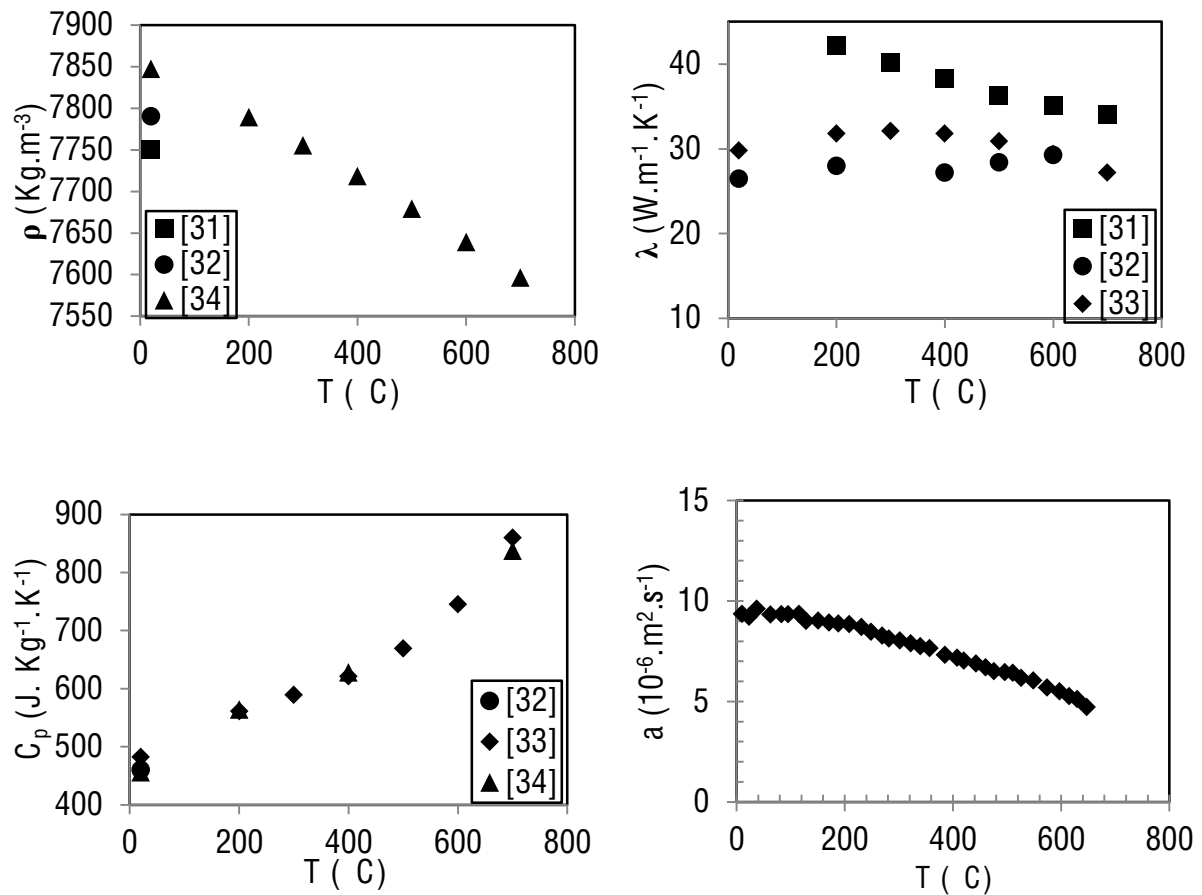 7900
7850
7800
7750
7700
7650
7600
7550
ρ (Kg.m-3)
[31]
[32]
[34]
0 200 400 600 800
T ( C)
40
30
20
10
λ (W.m-1.K-1)
[31]
[32]
[33]
0 200 400 600 800
T ( C)
900
800
700
600
500
400
Cp (J. Kg-1. K-1)
[32]
[33]
[34]
0 200 400 600 800
T ( C)
15
10
5
0
a (10-6.m2.s-1)
0 200 400 600 800
T ( C)